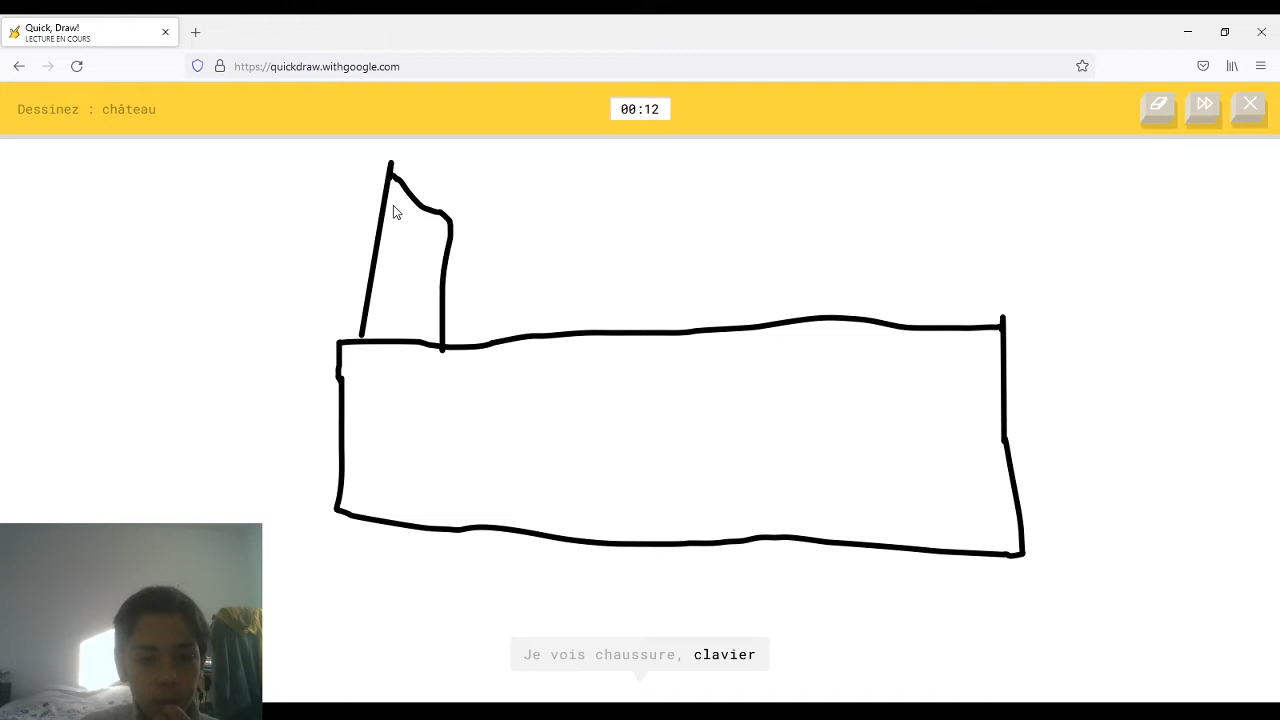 Quick, Draw!
LECTURE EN COURS
https://quickdraw.withgoogle.com
Dessinez : château
00:12
Je vois chaussure, clavier